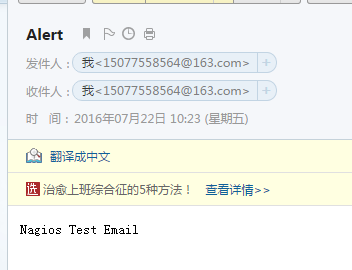 Alert
发件人：我<15077558564@163.com> +
收件人：我<15077558564@163.com> +
时 间：2016年07月22日 10:23 (星期五)
翻译成中文
选 治愈上班综合征的5种方法！ 查看详情>>
Nagios Test Email